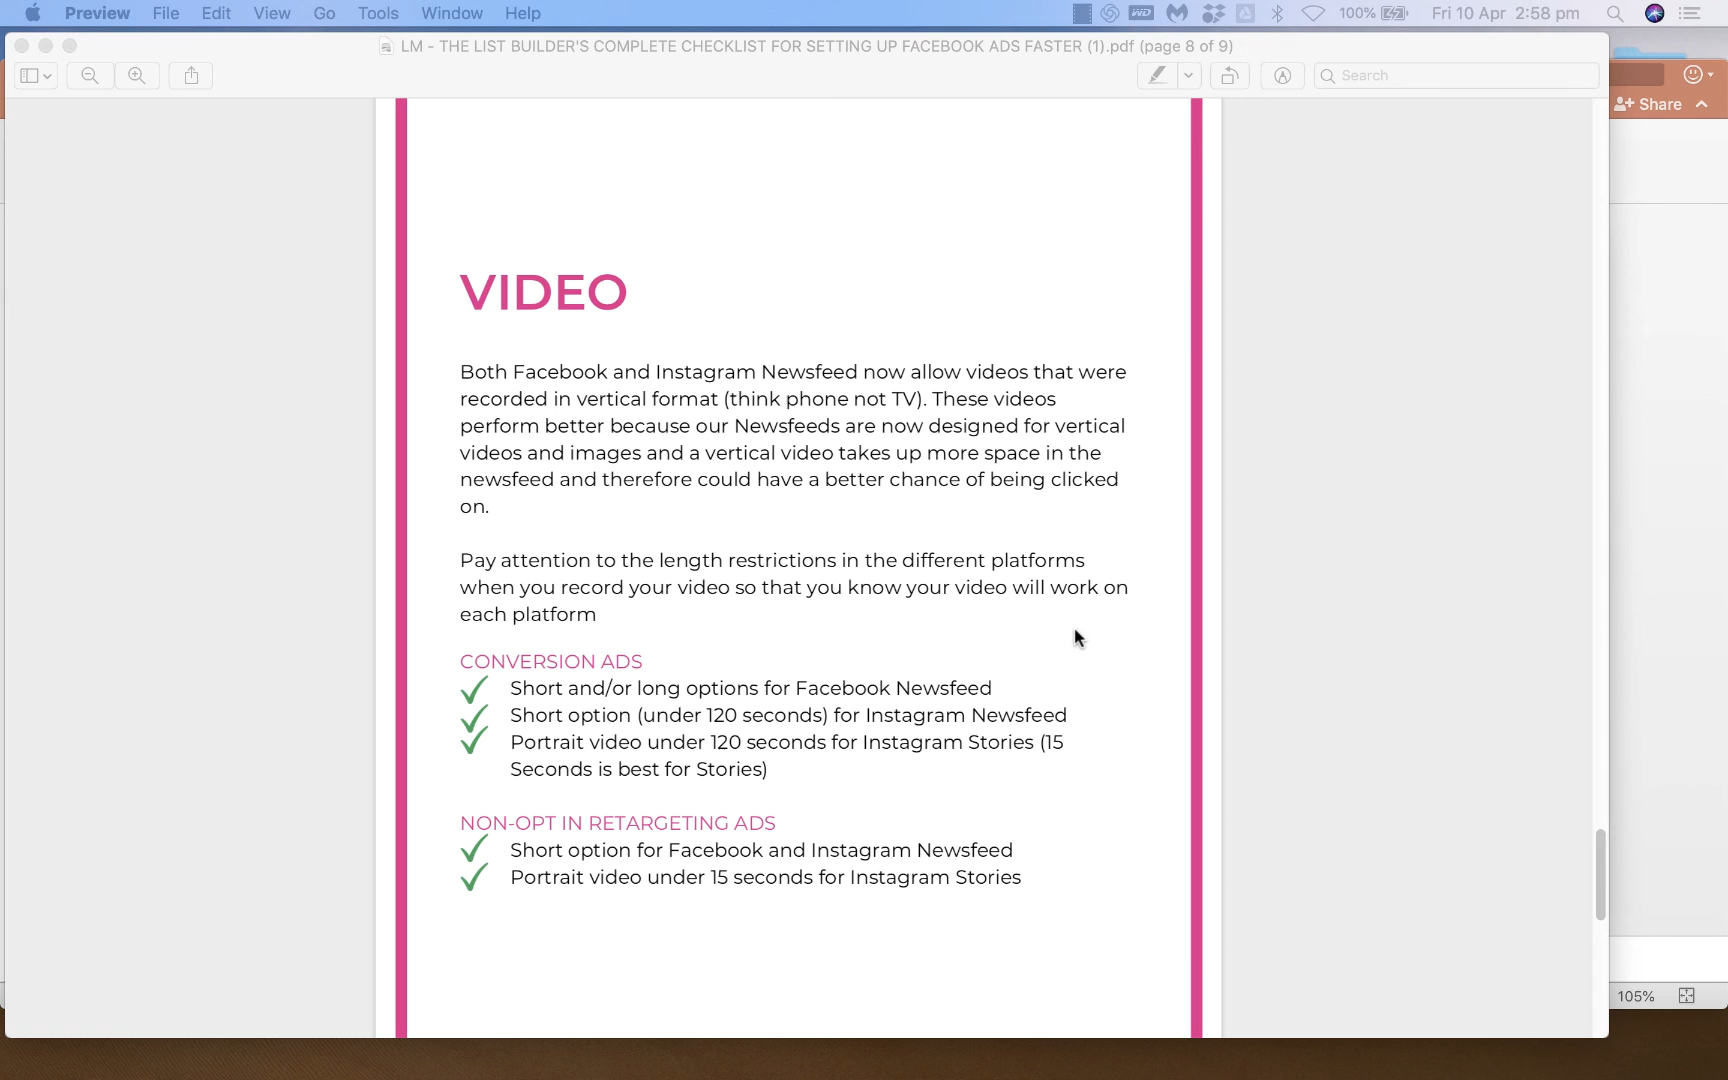 Preview File Edit View Go Tools Window Help
WD 100% Fri 10 Apr 2:58 pm
LM - THE LIST BUILDER'S COMPLETE CHECKLIST FOR SETTING UP FACEBOOK ADS FASTER (1).pdf (page 8 of 9)
Search
Share
VIDEO
Both Facebook and Instagram Newsfeed now allow videos that were
recorded in vertical format (think phone not TV). These videos
perform better because our Newsfeeds are now designed for vertical
videos and images and a vertical video takes up more space in the
newsfeed and therefore could have a better chance of being clicked
on.
Pay attention to the length restrictions in the different platforms
when you record your video so that you know your video will work on
each platform
CONVERSION ADS
Short and/or long options for Facebook Newsfeed
Short option (under 120 seconds) for Instagram Newsfeed
Portrait video under 120 seconds for Instagram Stories (15
Seconds is best for Stories)
NON-OPT IN RETARGETING ADS
Short option for Facebook and Instagram Newsfeed
Portrait video under 15 seconds for Instagram Stories
105%